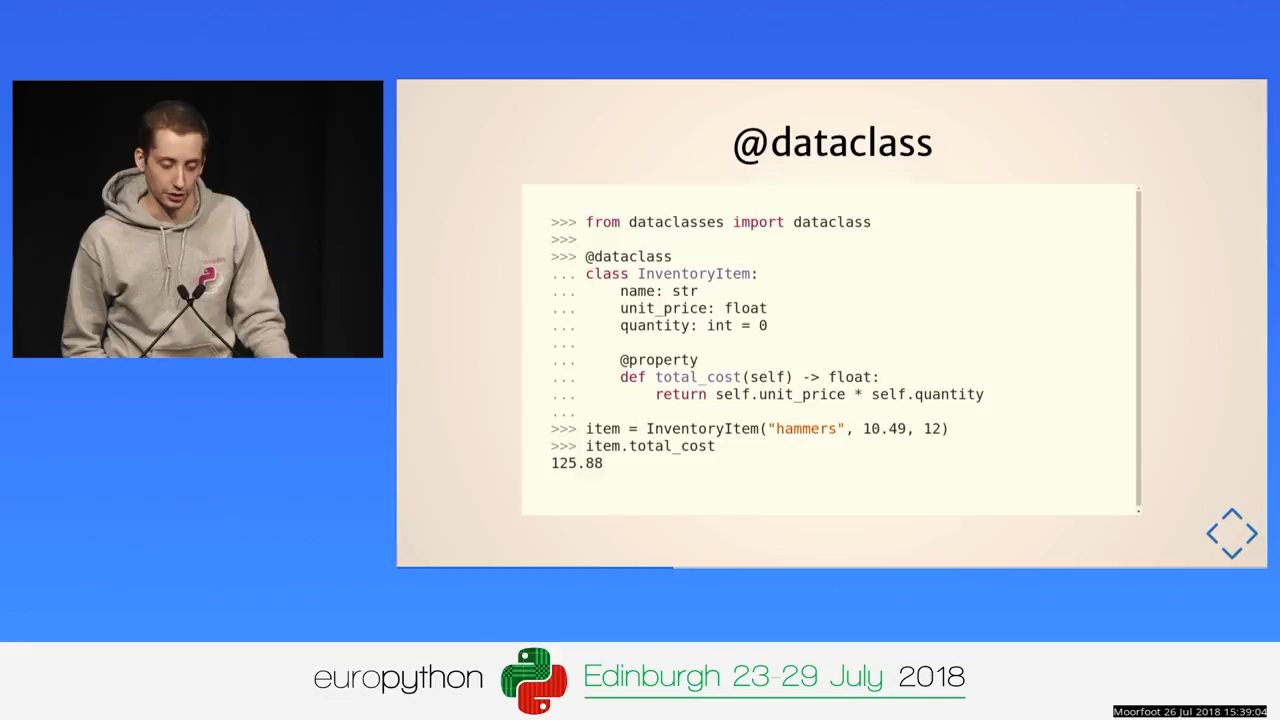 @dataclass
>>> from dataclasses import dataclass
>>>
>>> @dataclass
... class InventoryItem:
...     name: str
...     unit_price: float
...     quantity: int = 0
...
...     @property
...     def total_cost(self) -> float:
...         return self.unit_price * self.quantity
...
>>> item = InventoryItem("hammers", 10.49, 12)
>>> item.total_cost
125.88
europython Edinburgh 23-29 July 2018
Moorfoot 26 Jul 2018 15:39:04